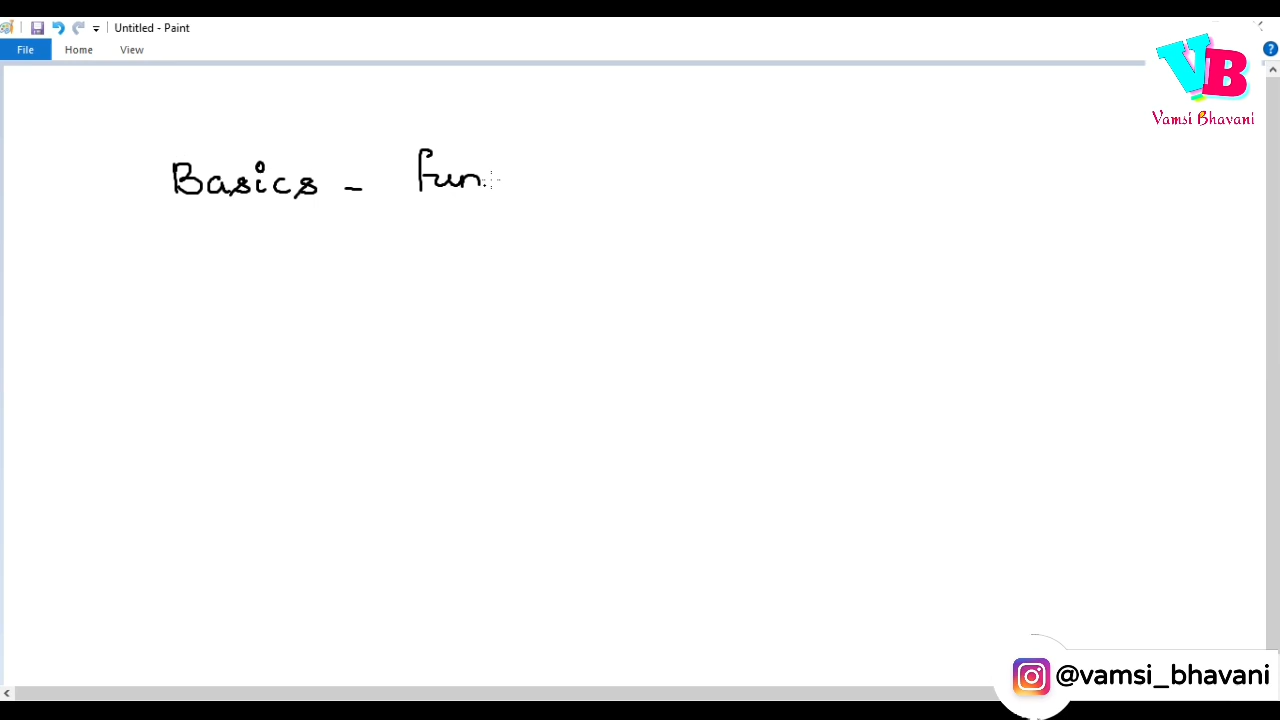 Untitled - Paint
File Home View
VB
Vamsi Bhavani
Basics - fun
@vamsi_bhavani